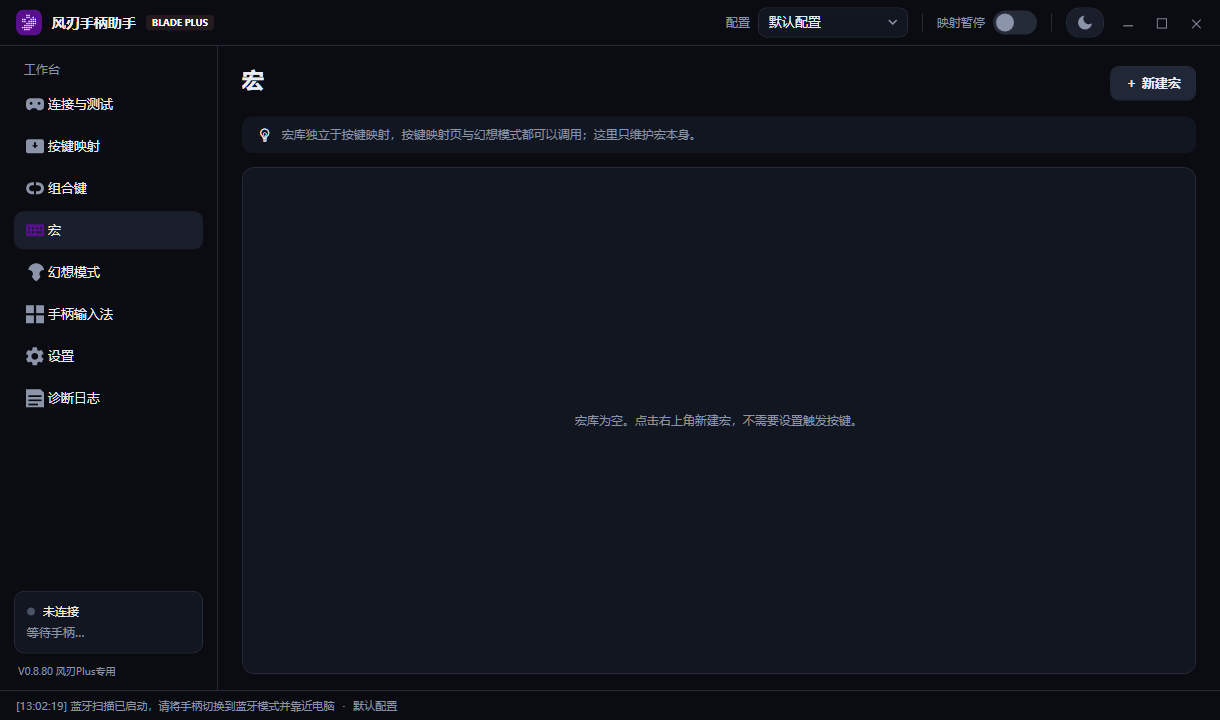 风刃手柄助手 BLADE PLUS
配置 默认配置 映射暂停
工作台
连接与测试
按键映射
组合键
宏
幻想模式
手柄输入法
设置
诊断日志
宏
+ 新建宏
宏库独立于按键映射，按键映射页与幻想模式都可以调用；这里只维护宏本身。
宏库为空。点击右上角新建宏，不需要设置触发按键。
未连接
等待手柄...
V0.8.80 风刃Plus专用
[13:02:19] 蓝牙扫描已启动，请将手柄切换到蓝牙模式并靠近电脑 · 默认配置